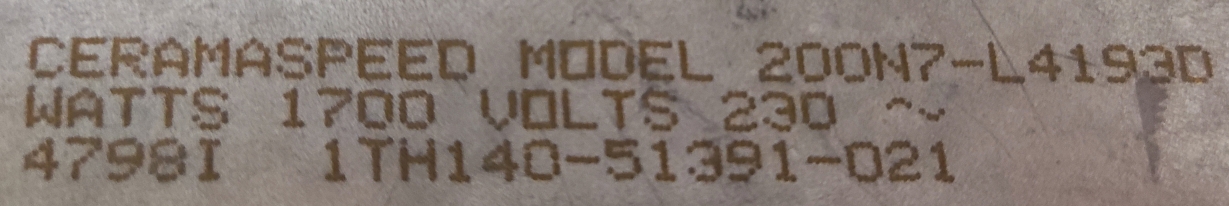 CERAMASPEED MODEL 200N7-L4193D
WATTS 1700 VOLTS 230 ~
4798I 1TH140-51391-021